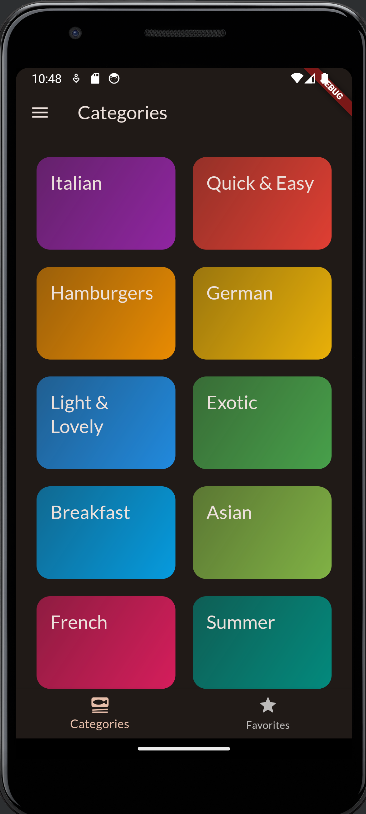 10:48
DEBUG
Categories
Italian
Quick & Easy
Hamburgers
German
Light &
Lovely
Exotic
Breakfast
Asian
French
Summer
Categories
Favorites